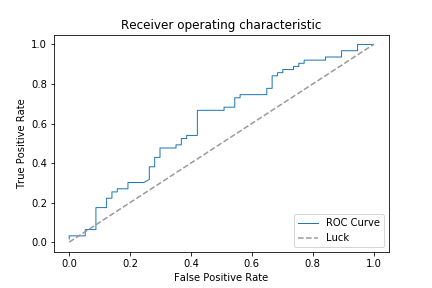 Receiver operating characteristic
True Positive Rate
1.0
0.8
0.6
0.4
0.2
0.0
0.0 0.2 0.4 0.6 0.8 1.0
False Positive Rate
ROC Curve
Luck